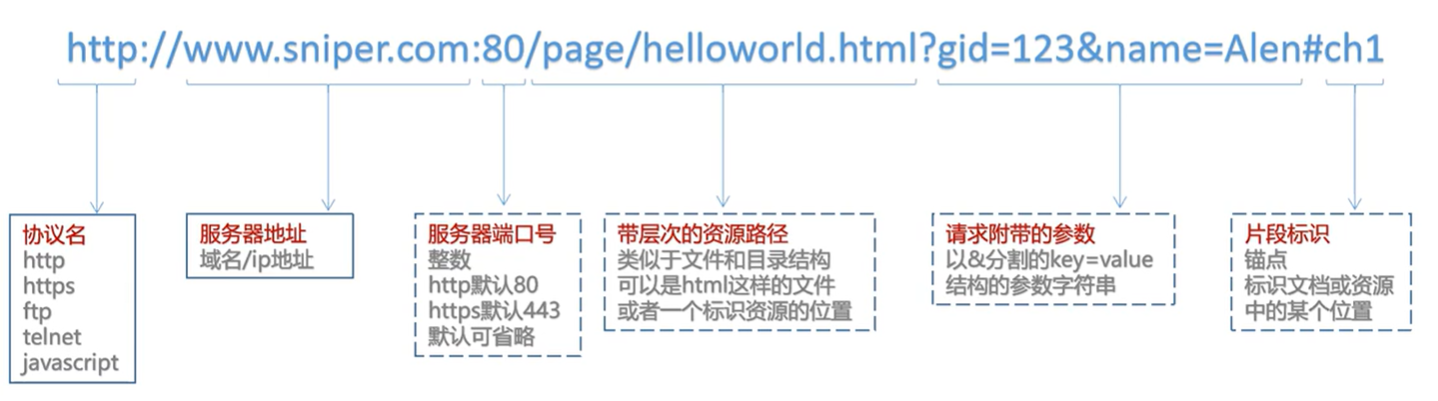 http://www.sniper.com:80/page/helloworld.html?gid=123&name=Alen#ch1
协议名
http
https
ftp
telnet
javascript
服务器地址
域名/ip地址
服务器端口号
整数
http默认80
https默认443
默认可省略
带层次的资源路径
类似于文件和目录结构
可以是html这样的文件
或者一个标识资源的位置
请求附带的参数
以&分割的key=value
结构的参数字符串
片段标识
锚点
标识文档或资源
中的某个位置